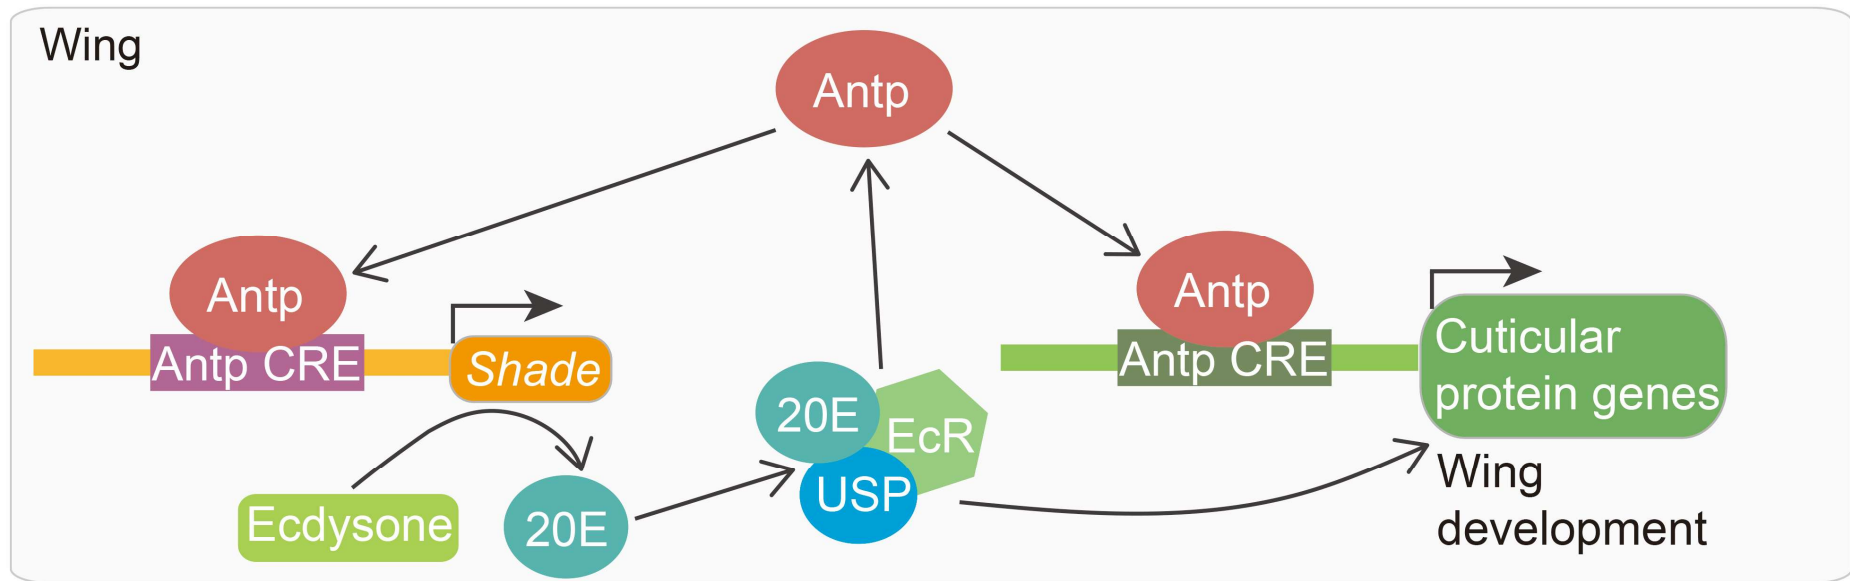 Wing
Antp
Antp
Antp CRE
Shade
Ecdysone
20E
20E
EcR
USP
Antp
Antp CRE
Cuticular
protein genes
Wing
development